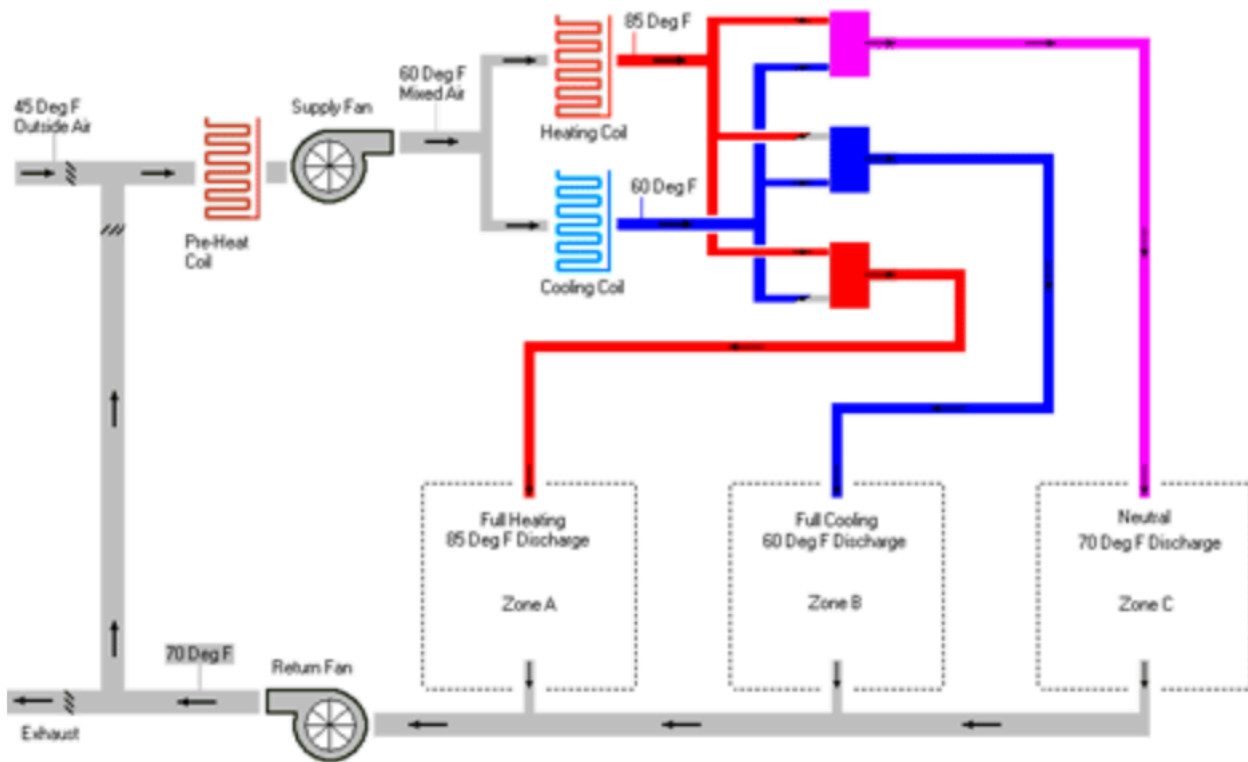 85 Deg F
60 Deg F
Mixed Air
45 Deg F
Outside Air
Supply Fan
Heating Coil
60 Deg F
Pre-Heat
Coil
Cooling Coil
Full Heating
85 Deg F Discharge
Zone A
Full Cooling
60 Deg F Discharge
Zone B
Neutral
70 Deg F Discharge
Zone C
70 Deg F
Return Fan
Exhaust